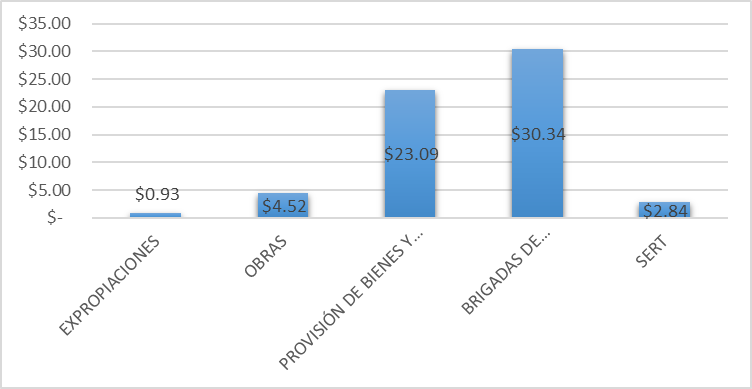 $35.00
$30.00
$25.00
$20.00
$15.00
$10.00
$5.00
$-
$0.93
$4.52
$23.09
$30.34
$2.84
EXPROPIACIONES
OBRAS
PROVISIÓN DE BIENES Y...
BRIGADAS DE...
SERT